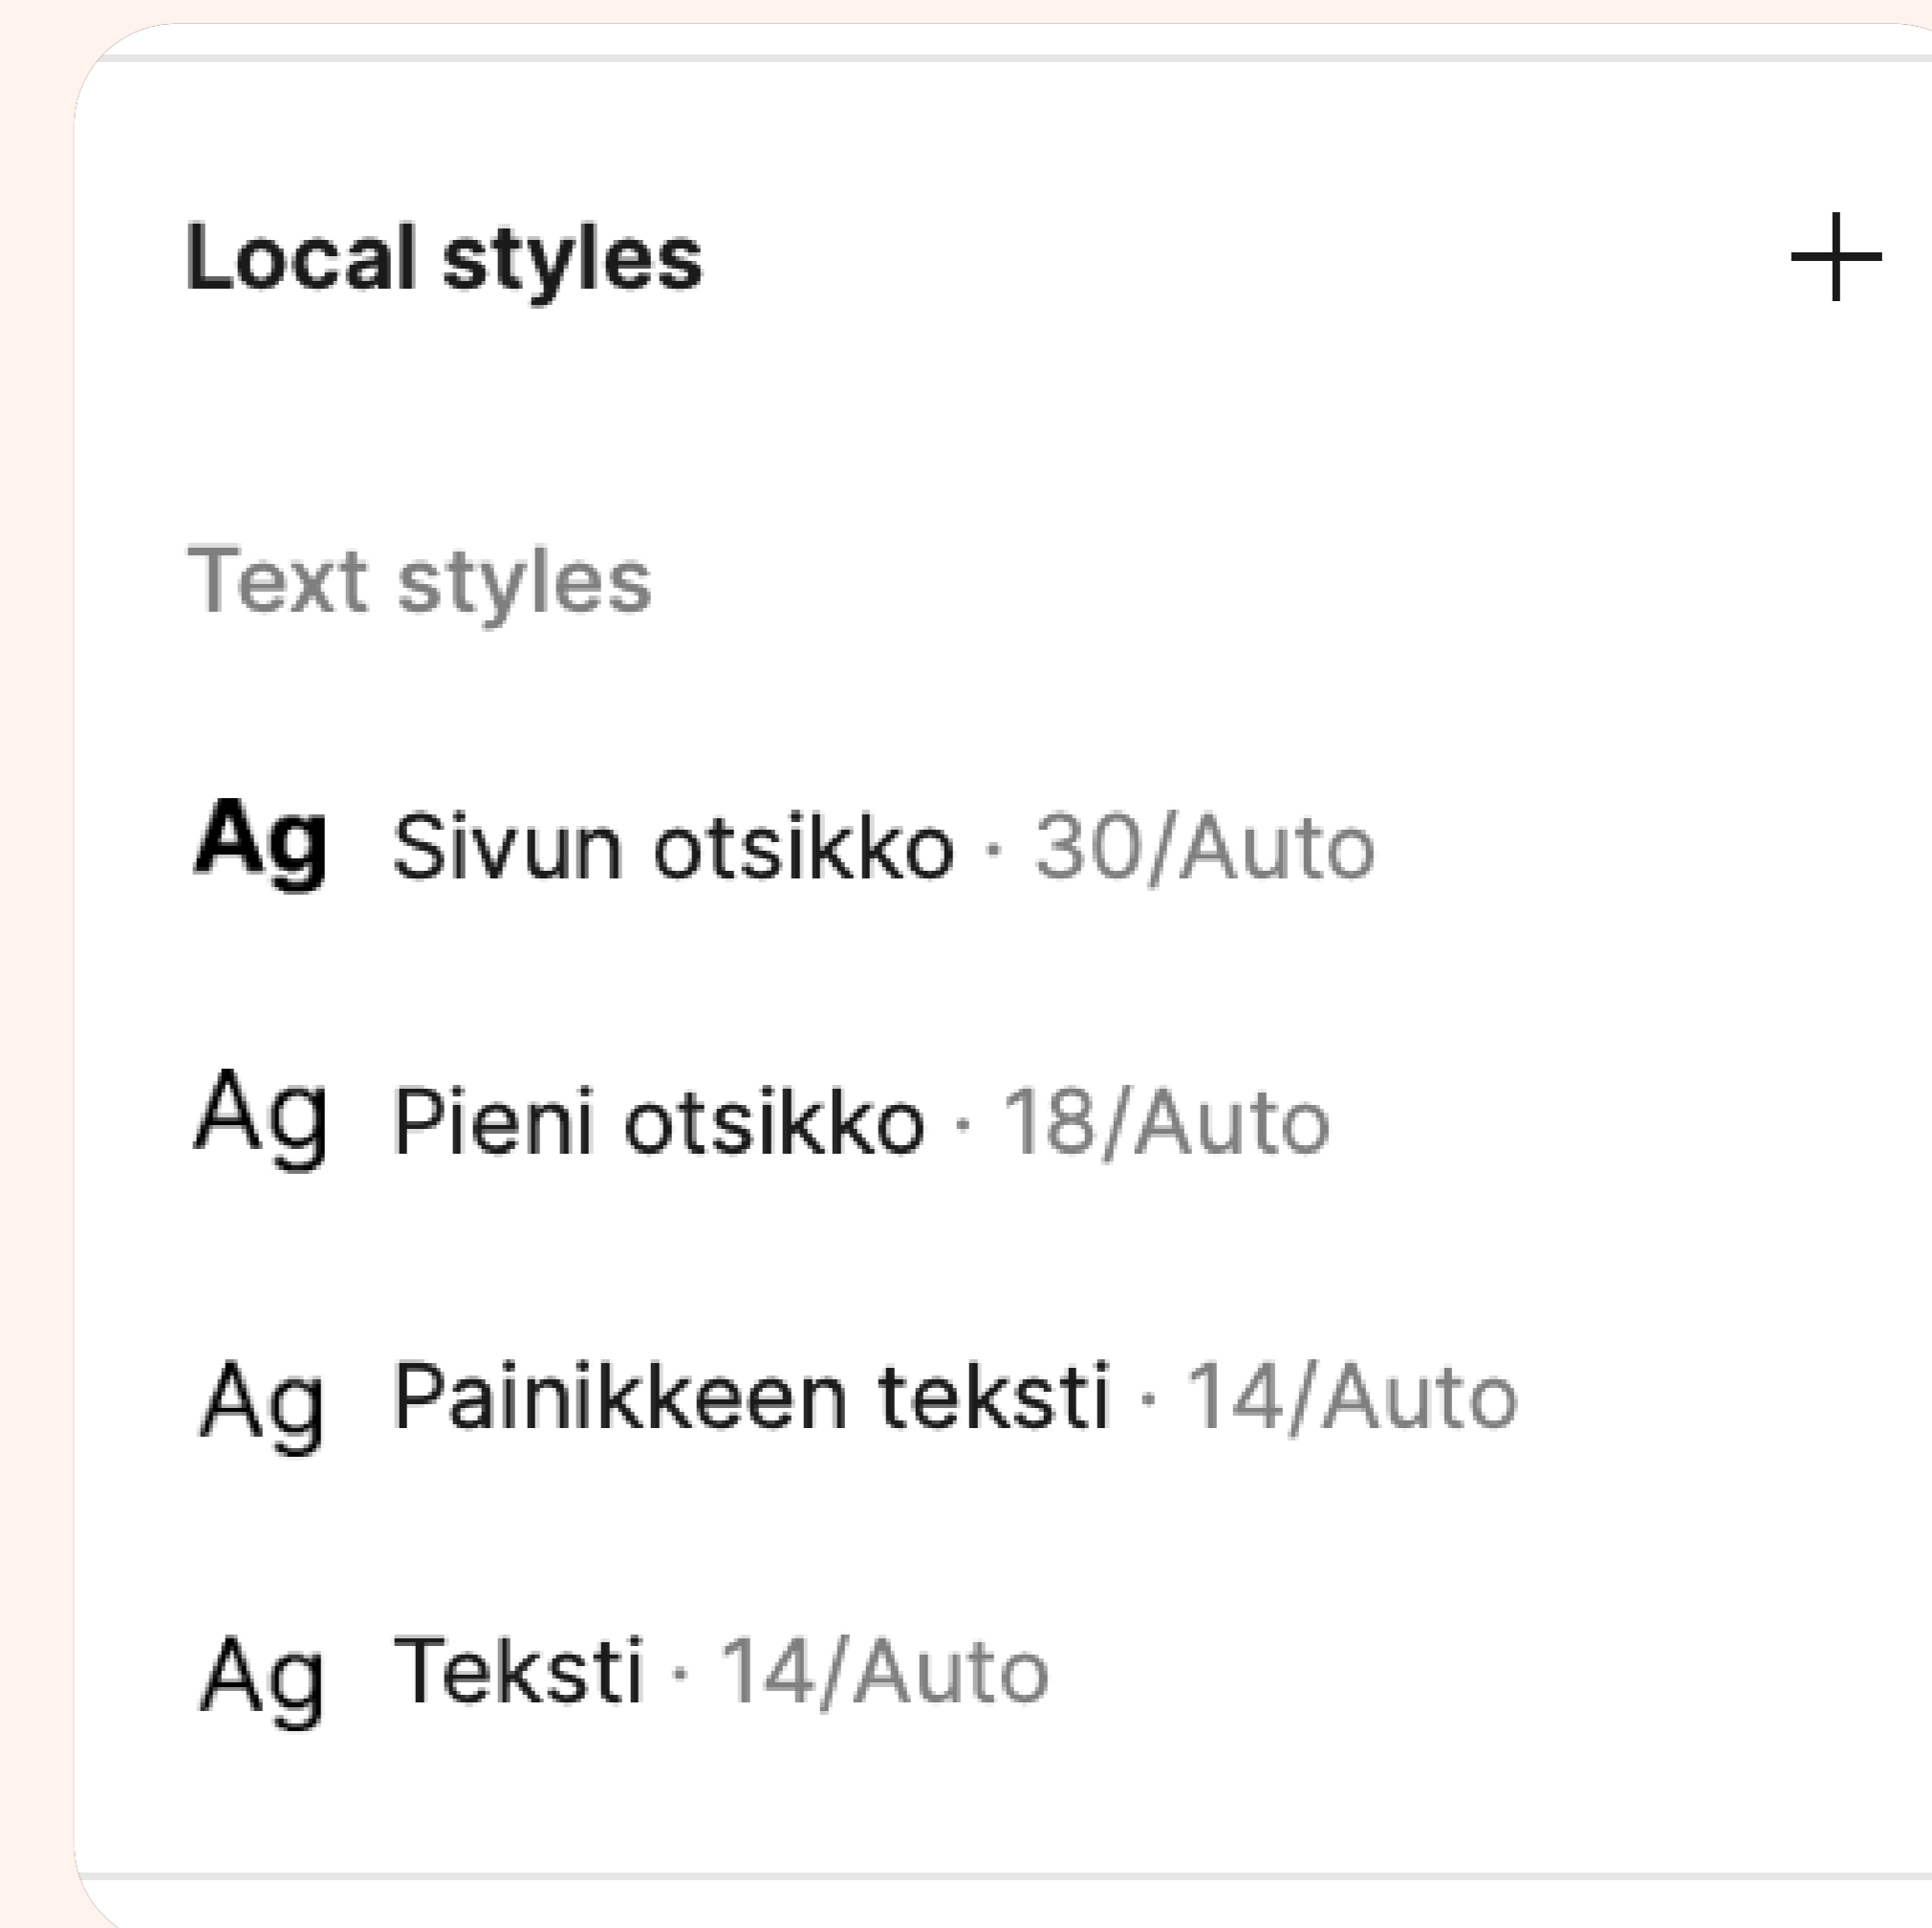 Local styles
Text styles
Ag Sivun otsikko · 30/Auto
Ag Pieni otsikko · 18/Auto
Ag Painikkeen teksti · 14/Auto
Ag Teksti · 14/Auto